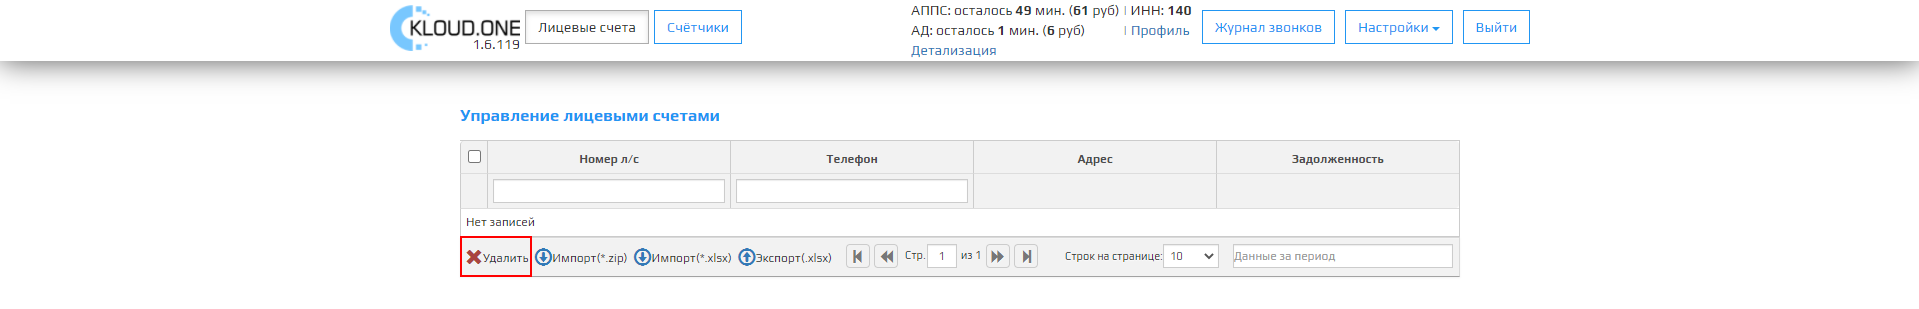 KLOUD.ONE
1.6.119
Лицевые счета
Счётчики
АППС: осталось 49 мин. (61 руб) | ИНН: 140
АД: осталось 1 мин. (6 руб) | Профиль
Детализация
Журнал звонков
Настройки
Выйти
Управление лицевыми счетами
Номер л/с Телефон Адрес Задолженность
Нет записей
Удалить Импорт(*.zip) Импорт(*.xlsx) Экспорт(.xlsx) Стр. 1 из 1 Строк на странице: 10 Данные за период